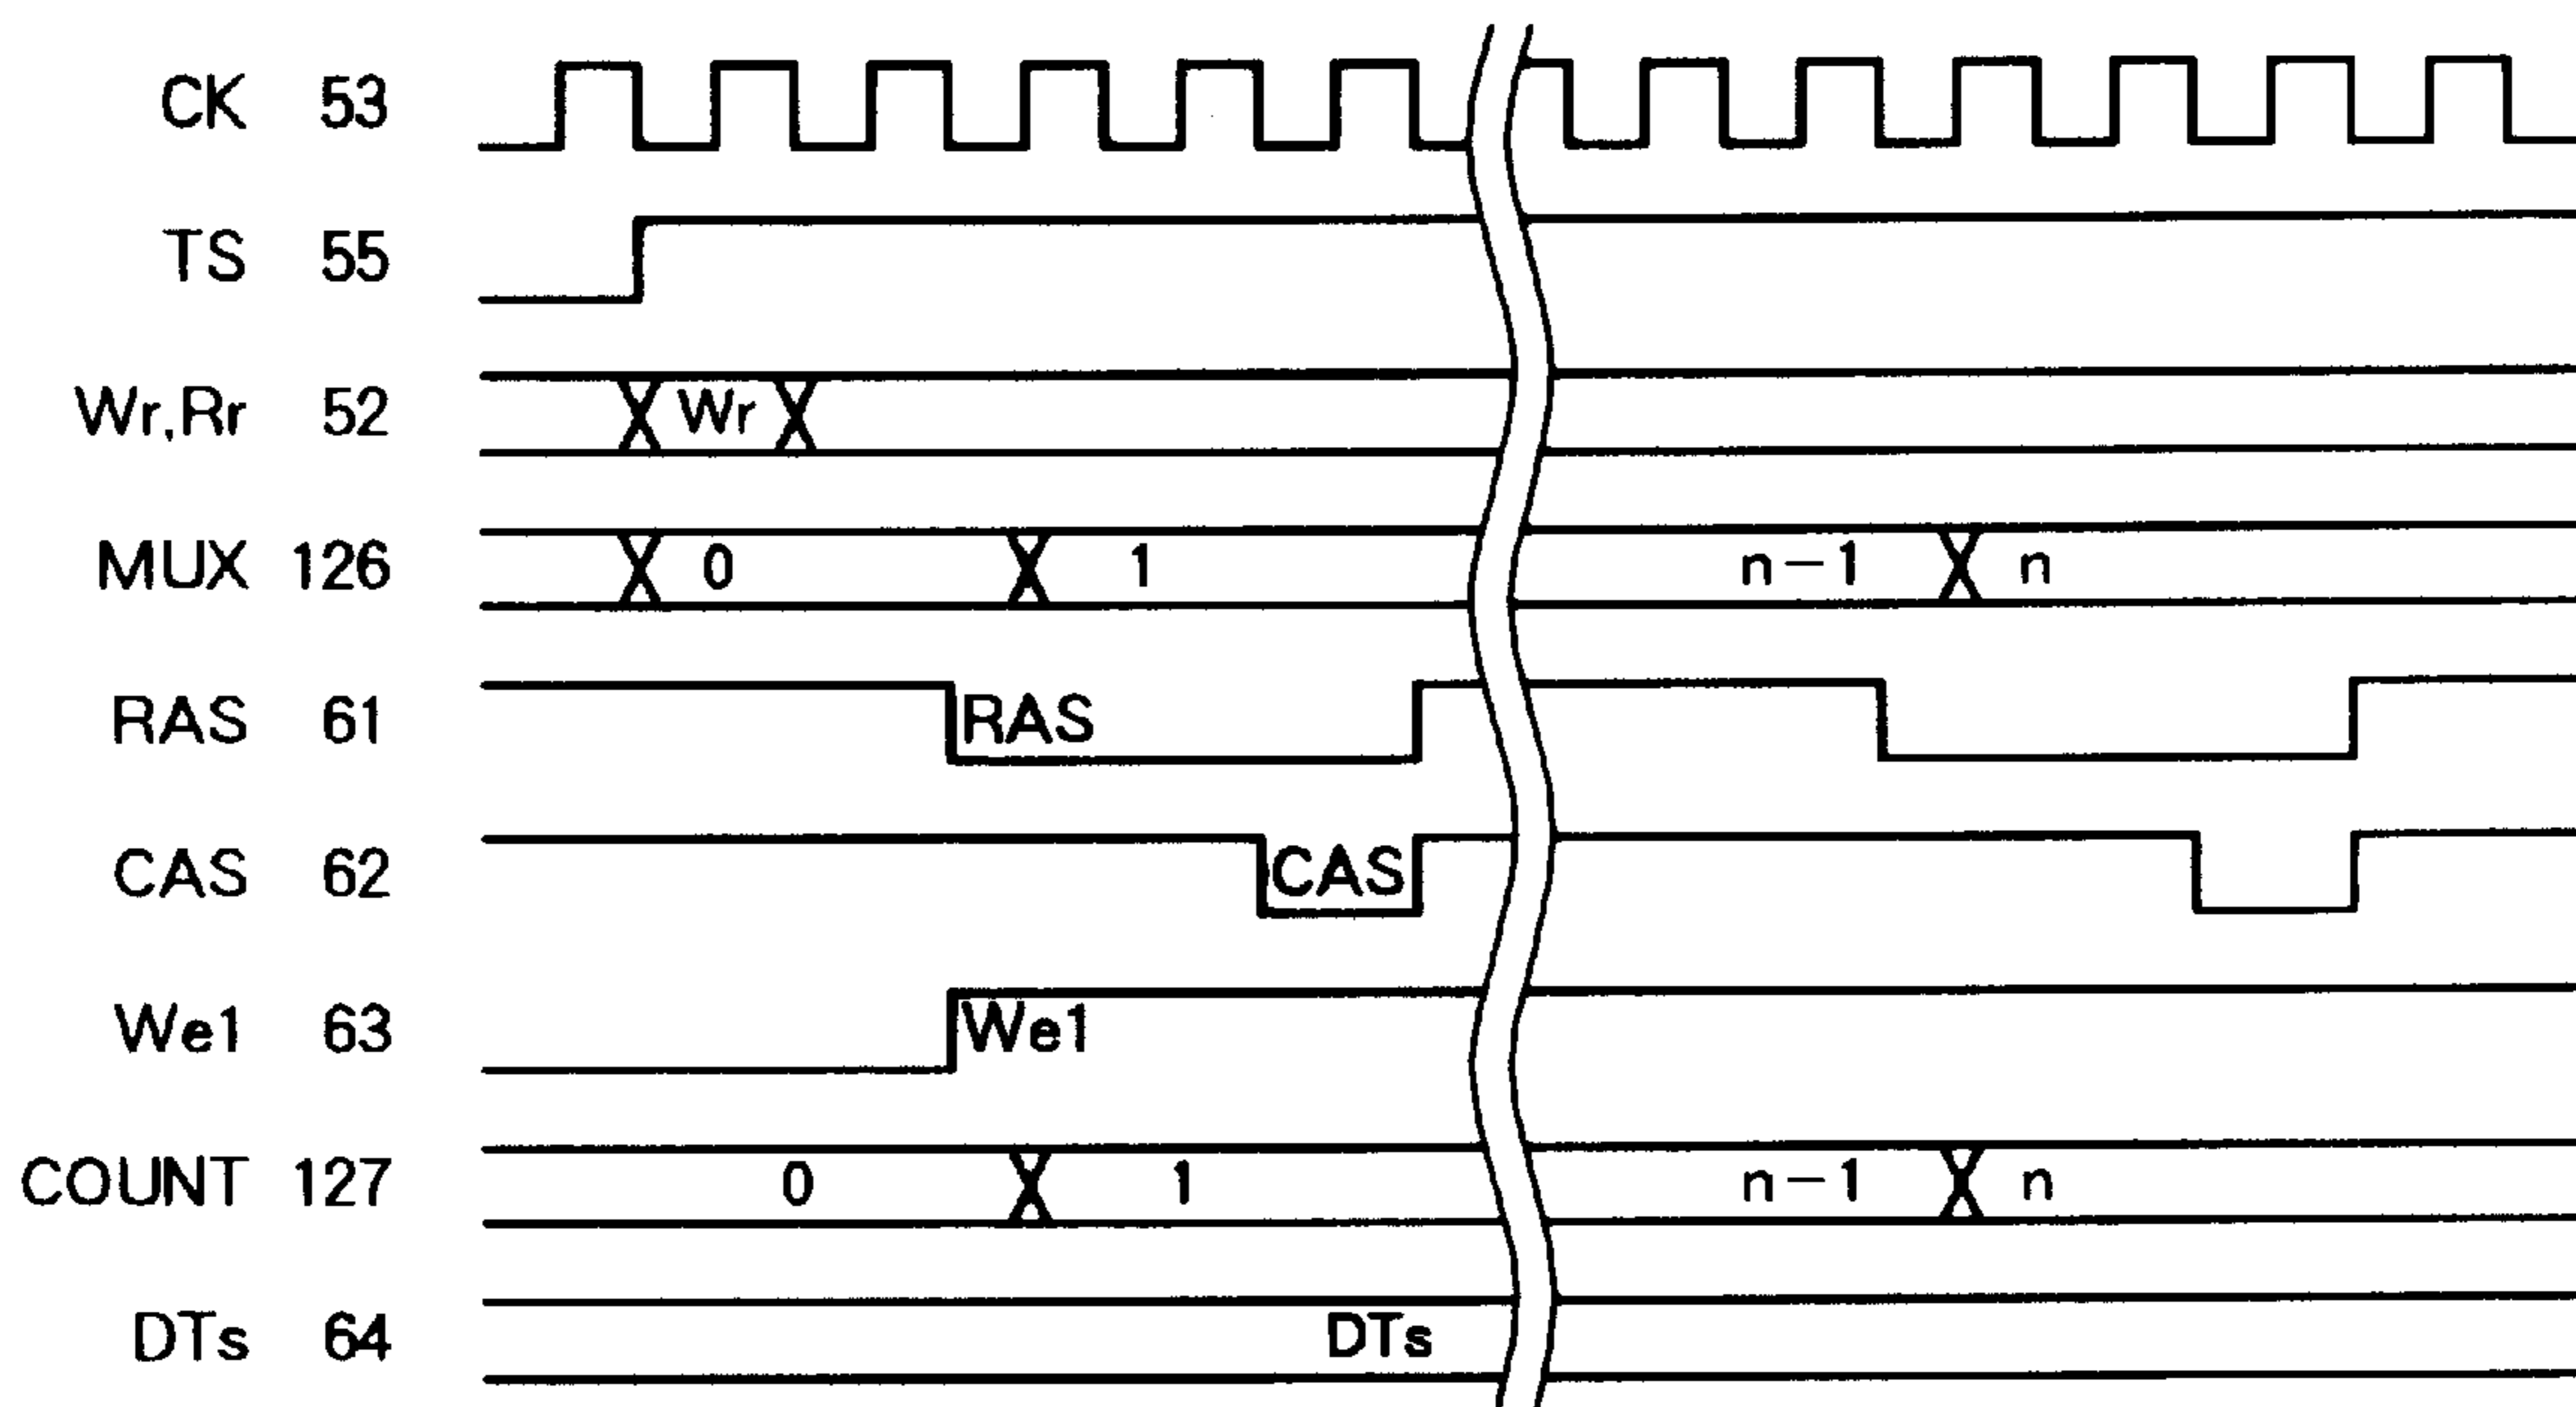 CK 53
TS 55
Wr,Rr 52 Wr
MUX 126 0 1 n-1 n
RAS 61 RAS
CAS 62 CAS
We1 63 We1
COUNT 127 0 1 n-1 n
DTs 64 DTs